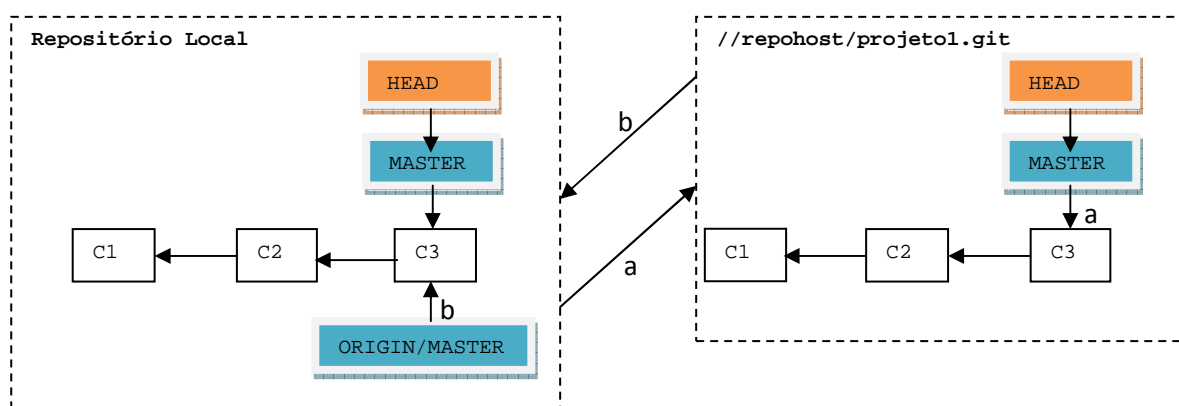 Repositório Local
HEAD
MASTER
C1
C2
C3
b
ORIGIN/MASTER
b
a
//repohost/projeto1.git
HEAD
MASTER
a
C1
C2
C3